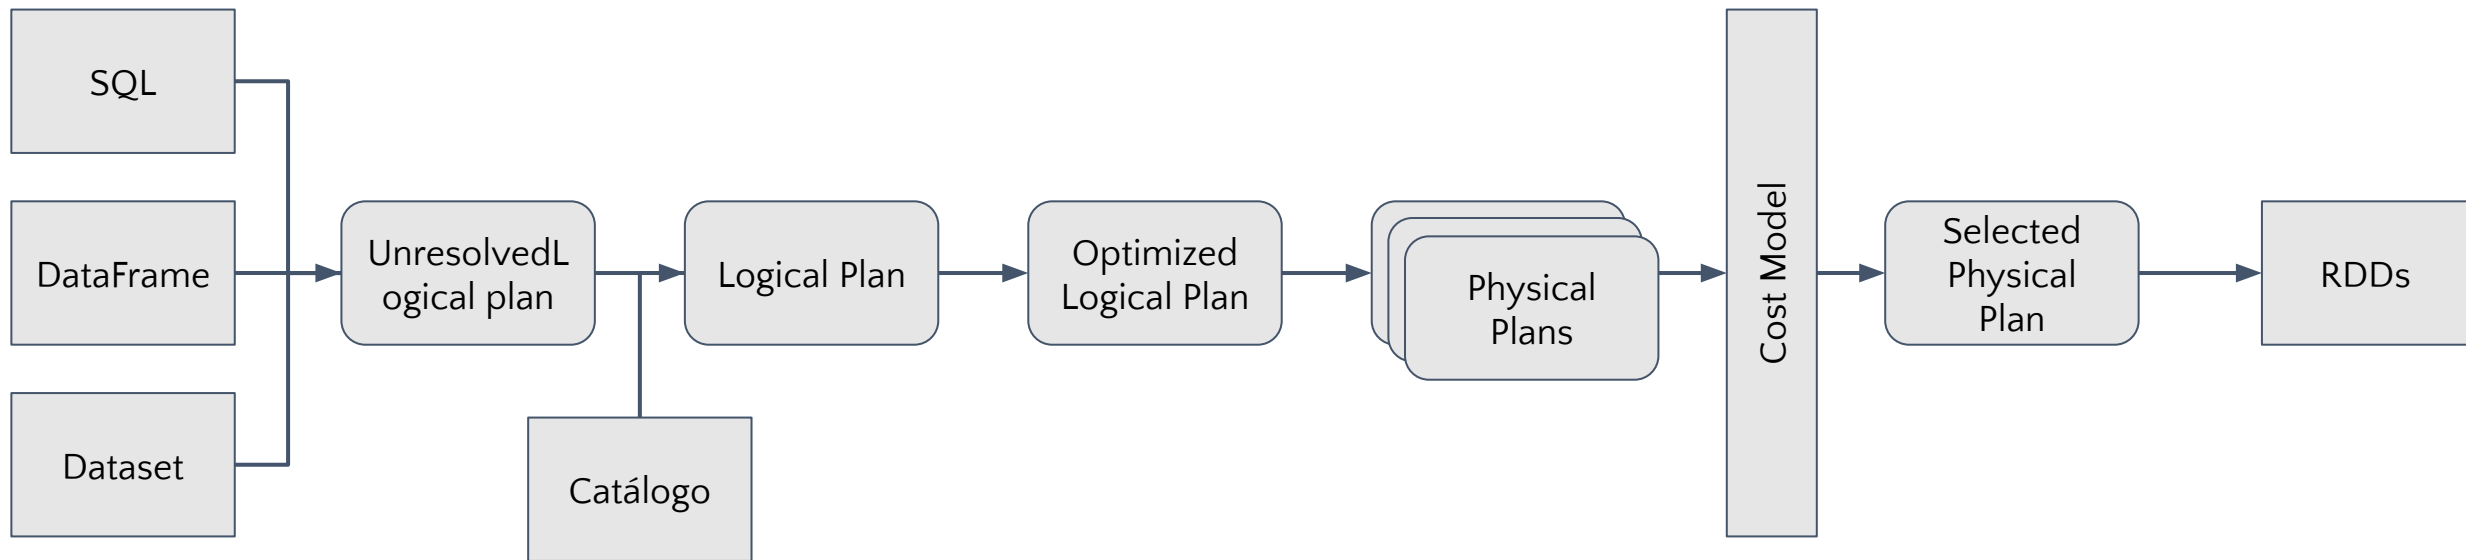 SQL
DataFrame
Dataset
UnresolvedL
ogical plan
Catálogo
Logical Plan
Optimized
Logical Plan
Physical
Plans
Cost Model
Selected
Physical
Plan
RDDs